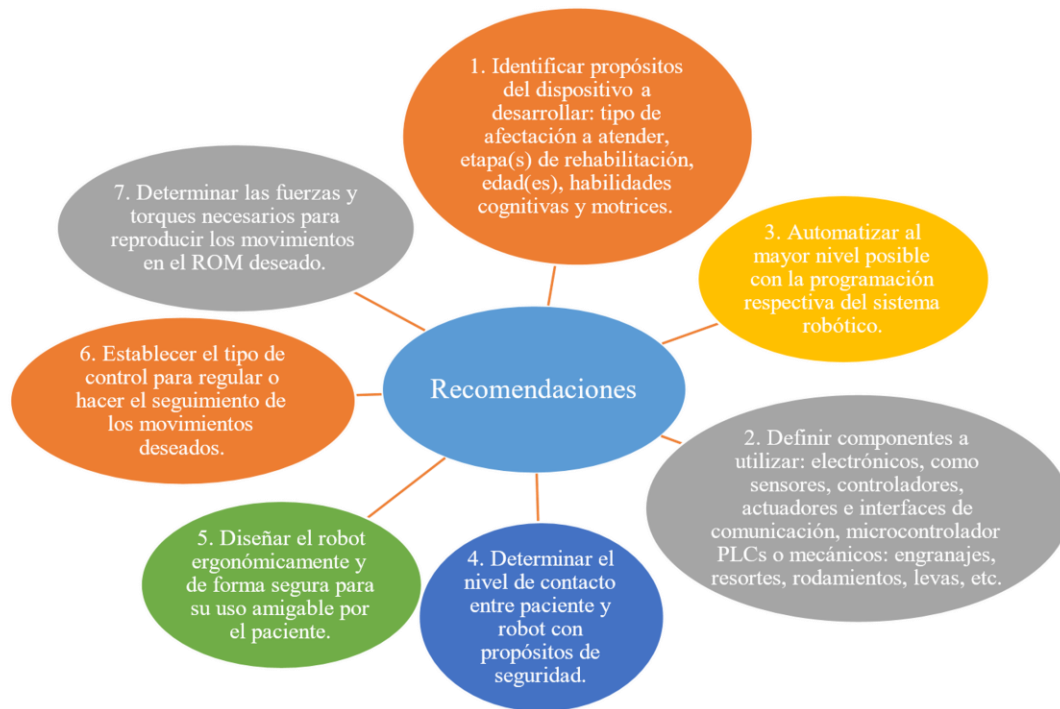 1. Identificar propósitos
del dispositivo a
desarrollar: tipo de
afectación a atender,
etapa(s) de rehabilitación,
edad(es), habilidades
cognitivas y motrices.
3. Automatizar al
mayor nivel posible
con la programación
respectiva del sistema
robótico.
2. Definir componentes a
utilizar: electrónicos, como
sensores, controladores,
actuadores e interfaces de
comunicación, microcontrolador
PLCs o mecánicos: engranajes,
resortes, rodamientos, levas, etc.
4. Determinar el
nivel de contacto
entre paciente y
robot con
propósitos de
seguridad.
5. Diseñar el robot
ergonómicamente y
de forma segura para
su uso amigable por
el paciente.
6. Establecer el tipo de
control para regular o
hacer el seguimiento de
los movimientos
deseados.
7. Determinar las fuerzas y
torques necesarios para
reproducir los movimientos
en el ROM deseado.
Recomendaciones